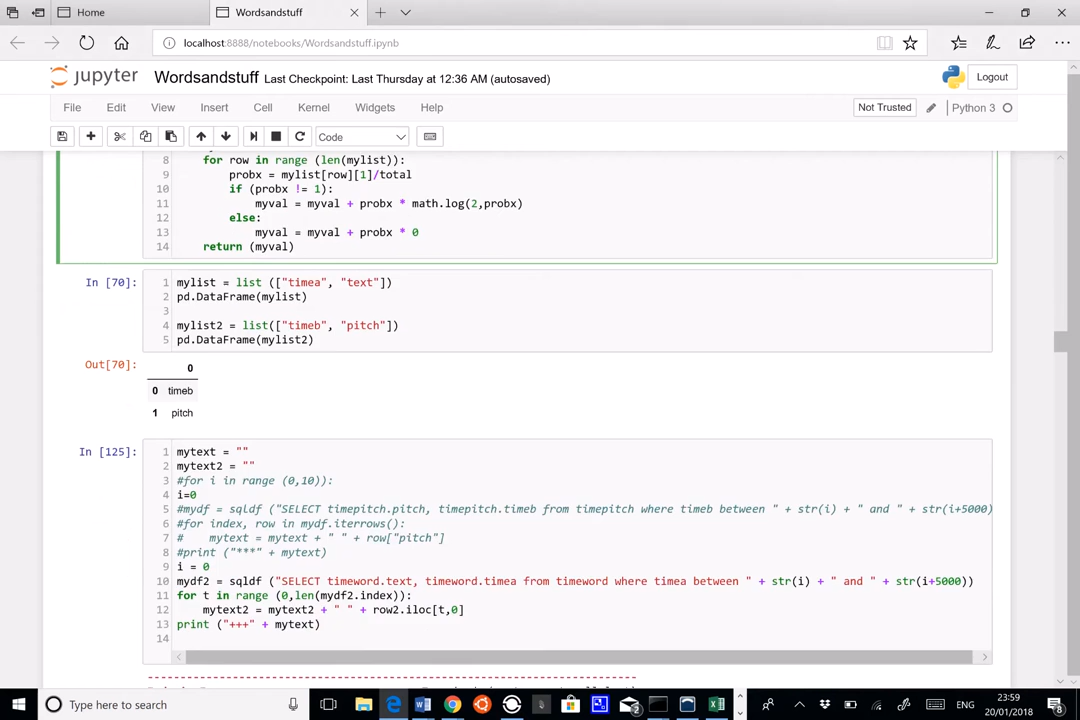 Home
Wordsandstuff
localhost:8888/notebooks/Wordsandstuff.ipynb
jupyter Wordsandstuff Last Checkpoint: Last Thursday at 12:36 AM (autosaved)
Logout
File Edit View Insert Cell Kernel Widgets Help
Not Trusted
Python 3
Code
8 for row in range (len(mylist)):
9 probx = mylist[row][1]/total
10 if (probx != 1):
11 myval = myval + probx * math.log(2,probx)
12 else:
13 myval = myval + probx * 0
14 return (myval)
In [70]:
1 mylist = list (["timea", "text"])
2 pd.DataFrame(mylist)
3
4 mylist2 = list(["timeb", "pitch"])
5 pd.DataFrame(mylist2)
Out[70]:
0
0 timeb
1 pitch
In [125]:
1 mytext = ""
2 mytext2 = ""
3 #for i in range (0,10)):
4 i=0
5 #mydf = sqldf ("SELECT timepitch.pitch, timepitch.timeb from timepitch where timeb between " + str(i) + " and " + str(i+5000)
6 #for index, row in mydf.iterrows():
7 # mytext = mytext + " " + row["pitch"]
8 #print ("***" + mytext)
9 i = 0
10 mydf2 = sqldf ("SELECT timeword.text, timeword.timea from timeword where timea between " + str(i) + " and " + str(i+5000))
11 for t in range (0,len(mydf2.index)):
12 mytext2 = mytext2 + " " + row2.iloc[t,0]
13 print ("+++" + mytext)
14
---------------------------------------------------------------------------
Type here to search
2
ENG
23:59
20/01/2018
8